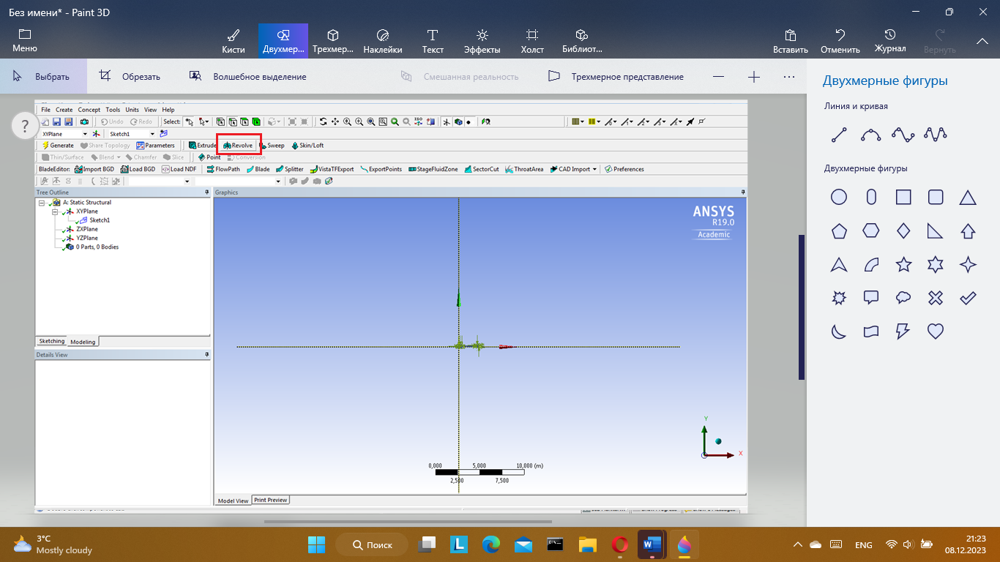 Без имени* - Paint 3D
Меню
Кисти
Двухмер...
Трехмер...
Наклейки
Текст
Эффекты
Холст
Библиот...
Вставить
Отменить
Журнал
Вернуть
Выбрать
Обрезать
Волшебное выделение
Смешанная реальность
Трехмерное представление
Двухмерные фигуры
Линия и кривая
Двухмерные фигуры
?
File Create Concept Tools Units View Help
Undo Redo Select:
XYPlane Sketch1
Generate Share Topology Parameters Extrude Revolve Sweep Skin/Loft
Thin/Surface Blend Chamfer Slice Point Conversion
BladeEditor: Import BGD Load BGD Load NDF FlowPath Blade Splitter VistaTFExport ExportPoints StageFluidZone SectorCut ThroatArea CAD Import Preferences
Tree Outline
Graphics
A: Static Structural
XYPlane
Sketch1
ZXPlane
YZPlane
0 Parts, 0 Bodies
Sketching Modeling
Details View
ANSYS
R19.0
Academic
Y
X
0,000 5,000 10,000 (m)
2,500 7,500
Model View Print Preview
3°C
Mostly cloudy
Поиск
ENG
21:23
08.12.2023